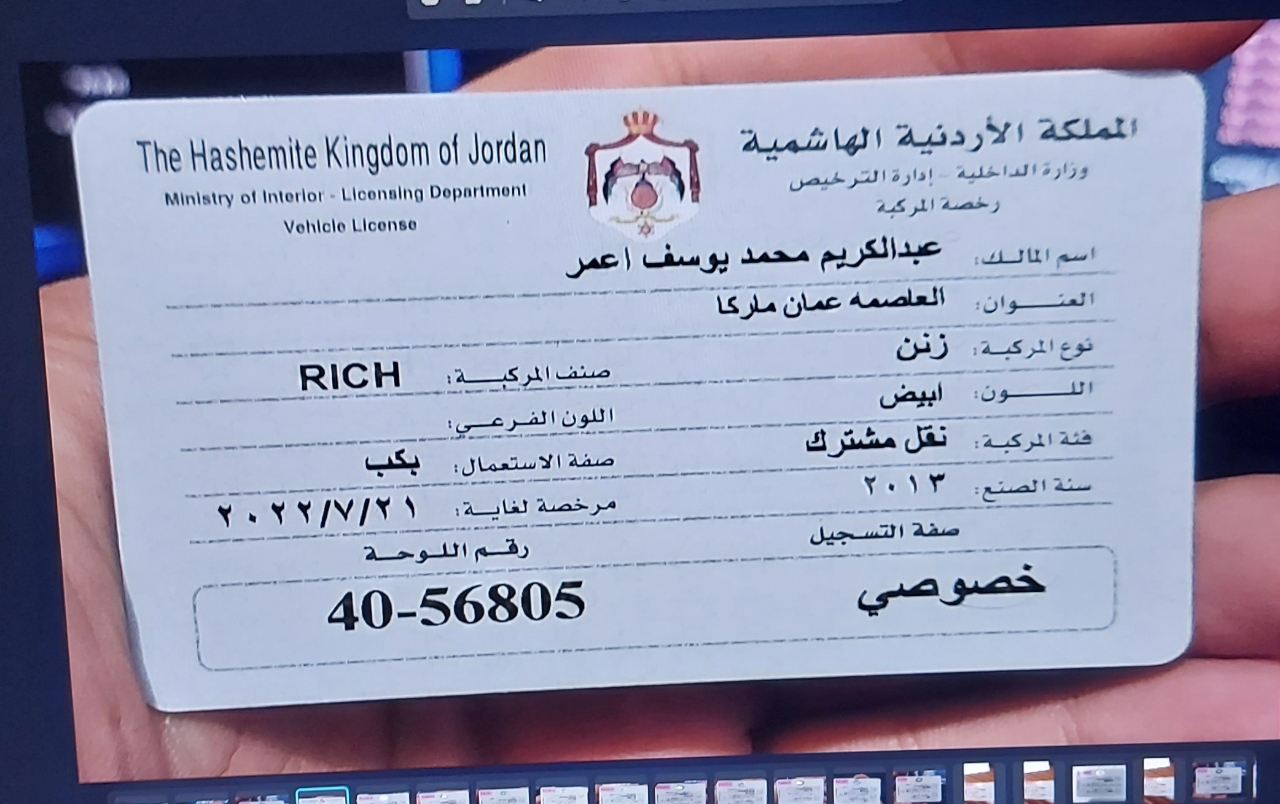 The Hashemite Kingdom of Jordan
Ministry of Interior - Licensing Department
Vehicle License
المملكة الأردنية الهاشمية
وزارة الداخلية - إدارة الترخيص
رخصة المركبة
اسم المالك: عبدالكريم محمد يوسف اعمر
العنوان: العاصمه عمان ماركا
نوع المركبة: زنن
صنف المركبة: RICH
اللون: ابيض
اللون الفرعي:
فئة المركبة: نقل مشترك
صفة الاستعمال: بكب
سنة الصنع: ٢٠١٣
مرخصة لغاية: ٢٠٢٢/٧/٢١
صفة التسجيل
رقم اللوحة
خصوصي
40-56805